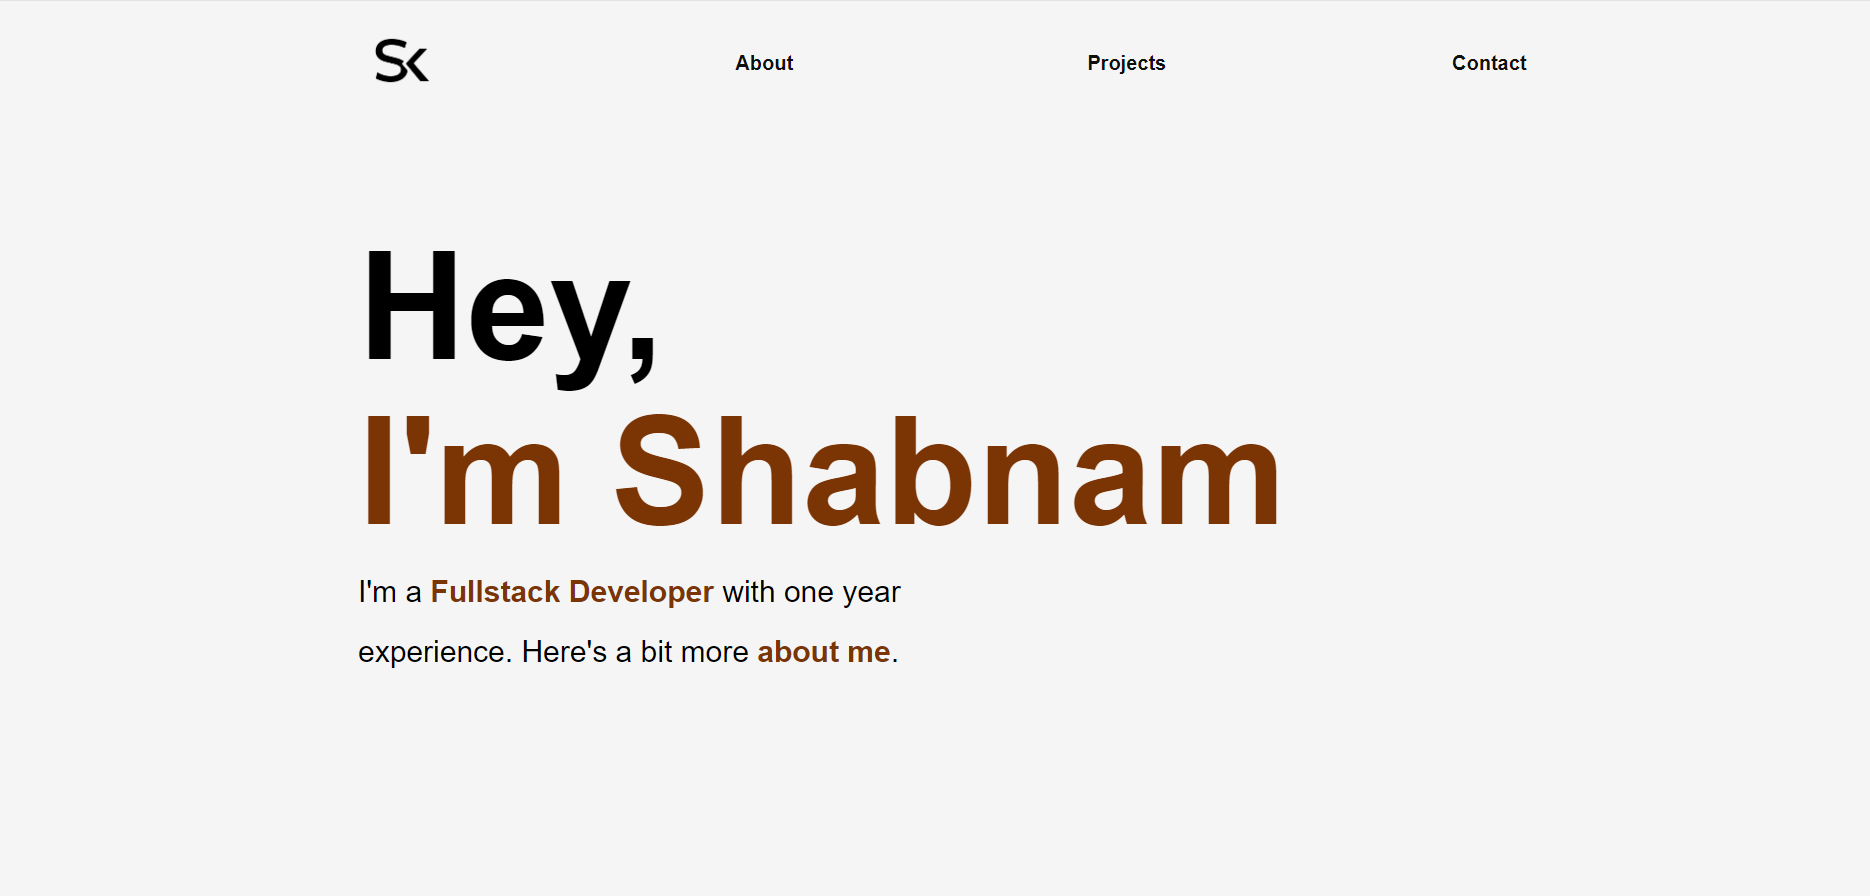 SK
About
Projects
Contact
Hey,
I'm Shabnam
I'm a Fullstack Developer with one year
experience. Here's a bit more about me.